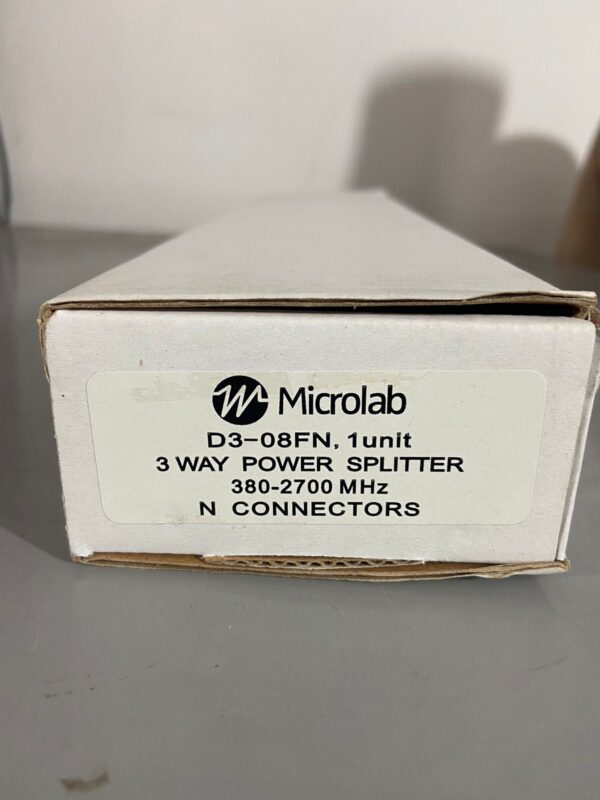 Microlab
D3-08FN, 1unit
3 WAY POWER SPLITTER
380-2700 MHz
N CONNECTORS